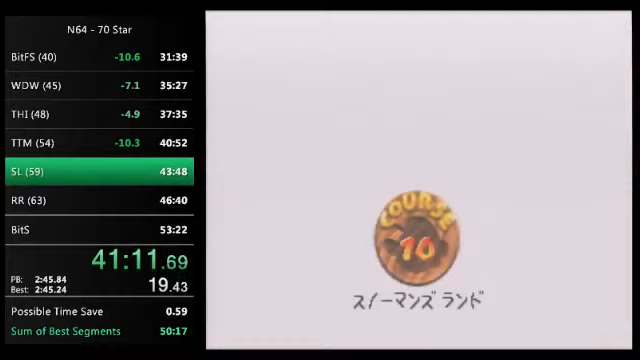 N64 - 70 Star
BitFS (40) -10.6 31:39
WDW (45) -7.1 35:27
THI (48) -4.9 37:35
TTM (54) -10.3 40:52
SL (59) 43:48
RR (63) 46:40
BitS 53:22
41:11.69
PB: 2:45.84
Best: 2:45.24
19.43
Possible Time Save 0.59
Sum of Best Segments 50:17
COURSE
10
スノーマンズ ランド